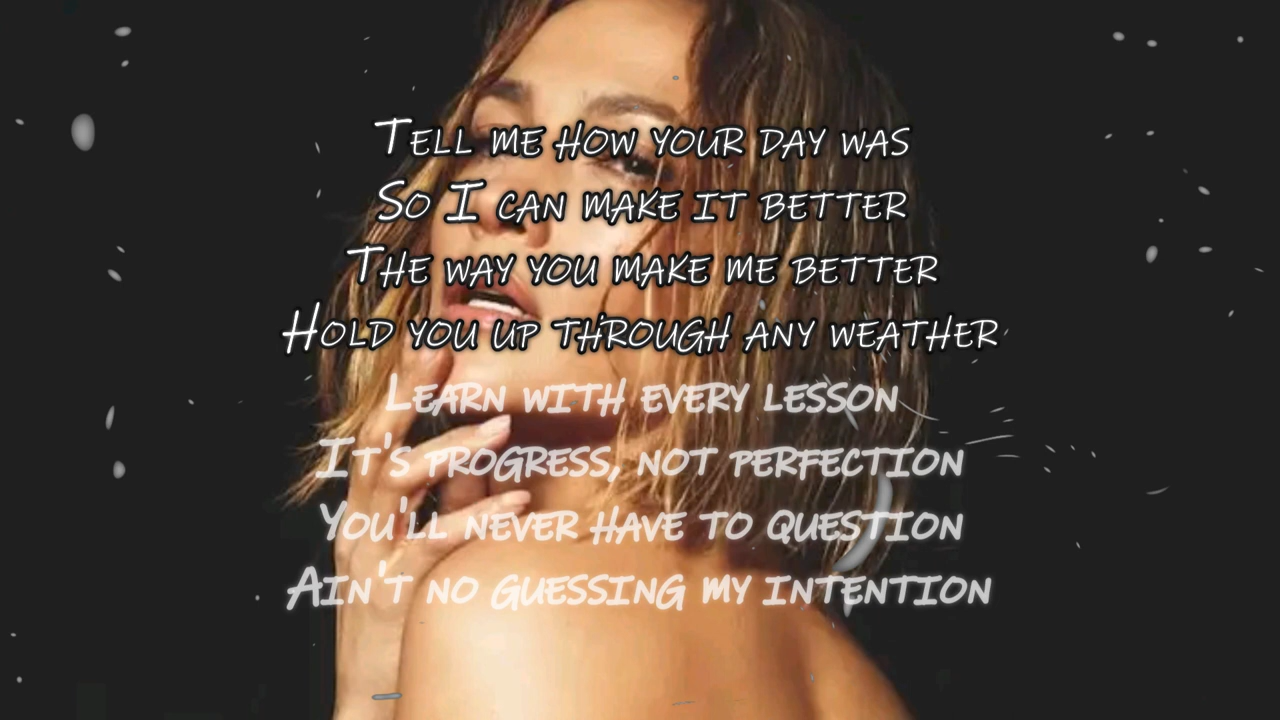 Tell me how your day was
So I can make it better
The way you make me better
Hold you up through any weather
Learn with every lesson
It's progress, not perfection
You'll never have to question
Ain't no guessing my intention